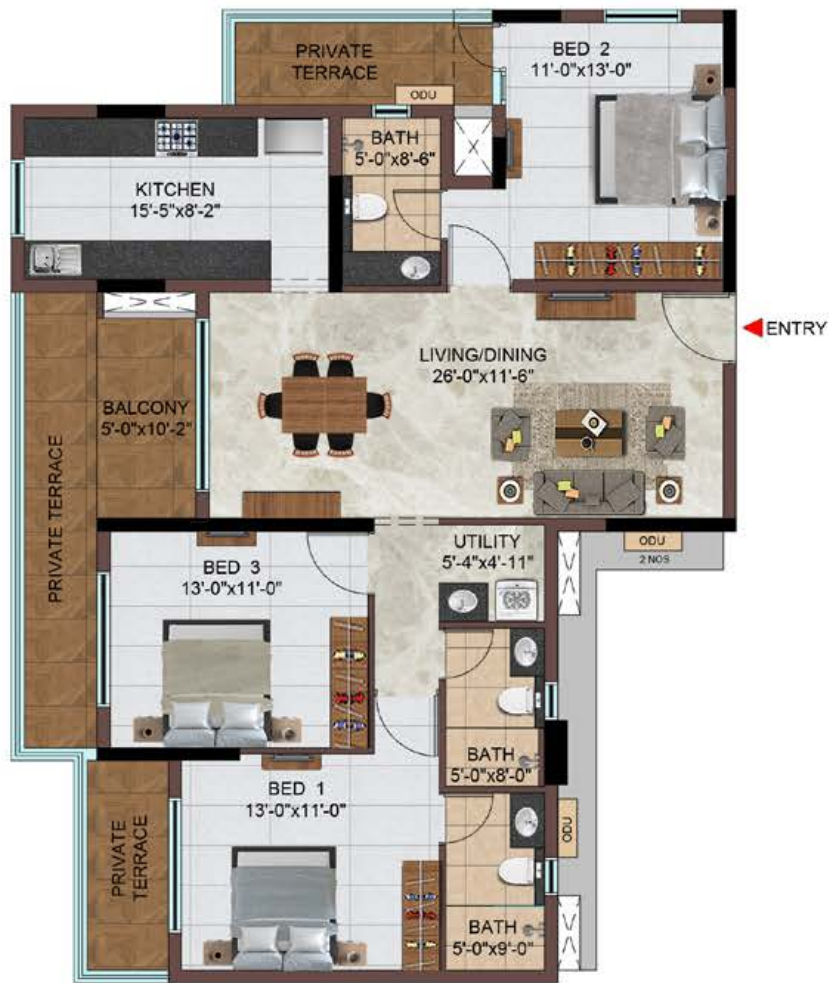 PRIVATE
TERRACE
ODU
BED 2
11'-0"x13'-0"
BATH
5'-0"x8'-6"
KITCHEN
15'-5"x8'-2"
ENTRY
LIVING/DINING
26'-0"x11'-6"
BALCONY
5'-0"x10'-2"
PRIVATE TERRACE
UTILITY
5'-4"x4'-11"
ODU
2 NOS
BED 3
13'-0"x11'-0"
BATH
5'-0"x8'-0"
BED 1
13'-0"x11'-0"
ODU
PRIVATE
TERRACE
BATH
5'-0"x9'-0"